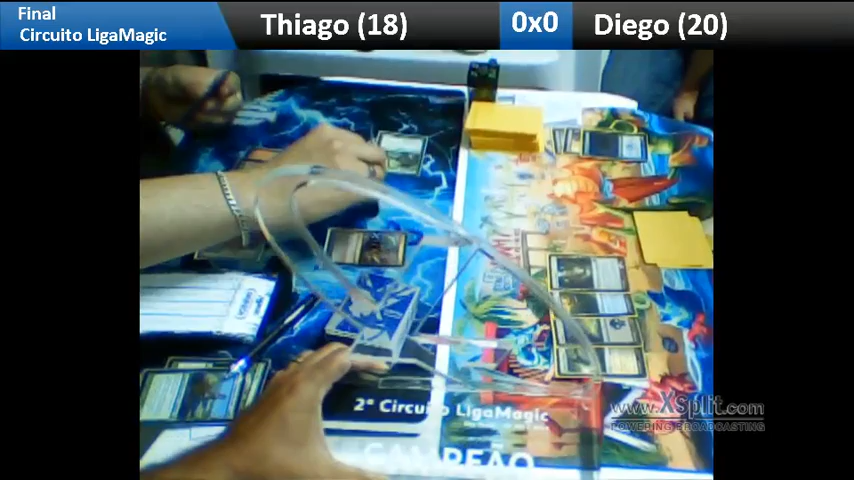 Final
Circuito LigaMagic
Thiago (18)
0x0
Diego (20)
www.XSplit.com
POWERING BROADCASTING
2º Circuito LigaMagic
CAMPEÃO